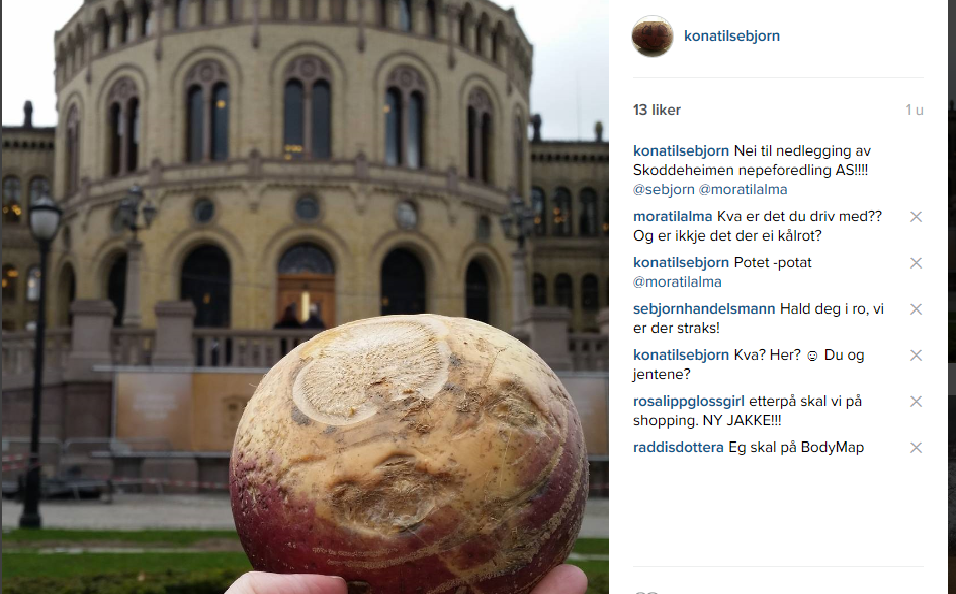 konatilsebjorn
13 liker
1 u
konatilsebjorn Nei til nedlegging av
Skoddeheimen nepeforedling AS!!!!
@sebjorn @moratilalma
moratilalma Kva er det du driv med??
Og er ikkje det der ei kålrot?
konatilsebjorn Potet -potat
@moratilalma
sebjornhandelsmann Hald deg i ro, vi
er der straks!
konatilsebjorn Kva? Her? ☺ Du og
jentene?
rosalippglossgirl etterpå skal vi på
shopping. NY JAKKE!!!
raddisdottera Eg skal på BodyMap